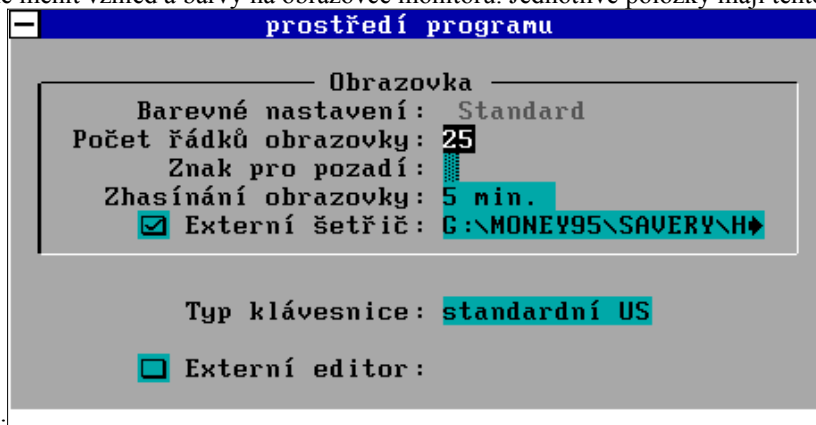 prostředí programu
Obrazovka
Barevné nastavení: Standard
Počet řádků obrazovky: 25
Znak pro pozadí:
Zhasínání obrazovky: 5 min.
Externí šetřič: G:\MONEY95\SAVERY\H
Typ klávesnice: standardní US
Externí editor: